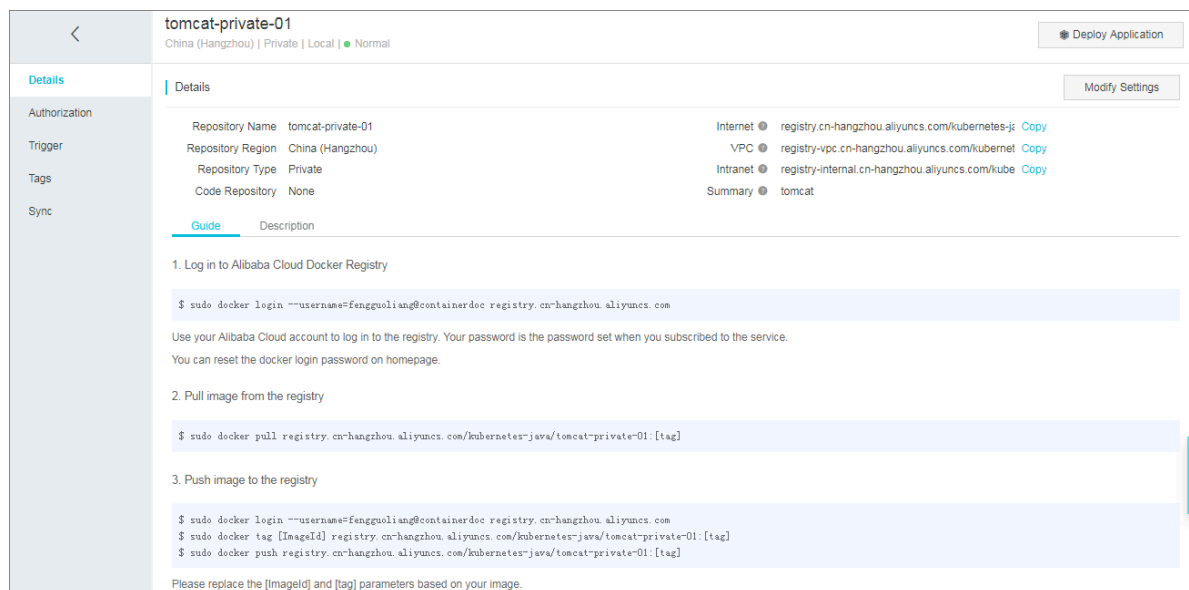 tomcat-private-01
China (Hangzhou) | Private | Local | Normal
Deploy Application
Details
Authorization
Trigger
Tags
Sync
Details
Modify Settings
Repository Name tomcat-private-01
Repository Region China (Hangzhou)
Repository Type Private
Code Repository None
Internet registry.cn-hangzhou.aliyuncs.com/kubernetes-ja Copy
VPC registry-vpc.cn-hangzhou.aliyuncs.com/kubernet Copy
Intranet registry-internal.cn-hangzhou.aliyuncs.com/kube Copy
Summary tomcat
Guide Description
1. Log in to Alibaba Cloud Docker Registry
$ sudo docker login --username=fengguoliang@containerdoc registry.cn-hangzhou.aliyuncs.com
Use your Alibaba Cloud account to log in to the registry. Your password is the password set when you subscribed to the service.
You can reset the docker login password on homepage.
2. Pull image from the registry
$ sudo docker pull registry.cn-hangzhou.aliyuncs.com/kubernetes-java/tomcat-private-01:[tag]
3. Push image to the registry
$ sudo docker login --username=fengguoliang@containerdoc registry.cn-hangzhou.aliyuncs.com
$ sudo docker tag [ImageId] registry.cn-hangzhou.aliyuncs.com/kubernetes-java/tomcat-private-01:[tag]
$ sudo docker push registry.cn-hangzhou.aliyuncs.com/kubernetes-java/tomcat-private-01:[tag]
Please replace the [ImageId] and [tag] parameters based on your image.